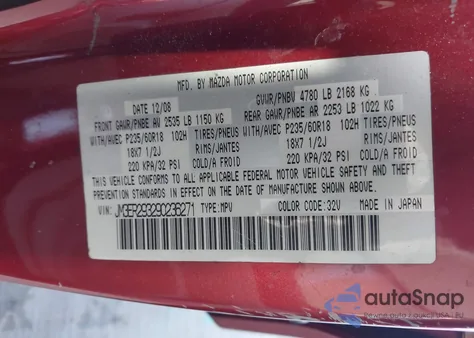 MFD. BY MAZDA MOTOR CORPORATION
DATE 12/08 GVWR/PNBV 4780 LB 2168 KG
FRONT GAWR/PNBE AV 2535 LB 1150 KG REAR GAWR/PNBE AR 2253 LB 1022 KG
WITH/AVEC P235/60R18 102H TIRES/PNEUS WITH/AVEC P235/60R18 102H TIRES/PNEUS
18X7 1/2J RIMS/JANTES 18X7 1/2J RIMS/JANTES
220 KPA/32 PSI COLD/A FROID 220 KPA/32 PSI COLD/A FROID
THIS VEHICLE CONFORMS TO ALL APPLICABLE FEDERAL MOTOR VEHICLE SAFETY, BUMPER, AND THEFT
PREVENTION STANDARDS IN EFFECT ON THE DATE OF MANUFACTURE SHOWN ABOVE.
VIN: JM3ER293290236271 TYPE:MPV COLOR CODE:32V MADE IN JAPAN
autoSnap